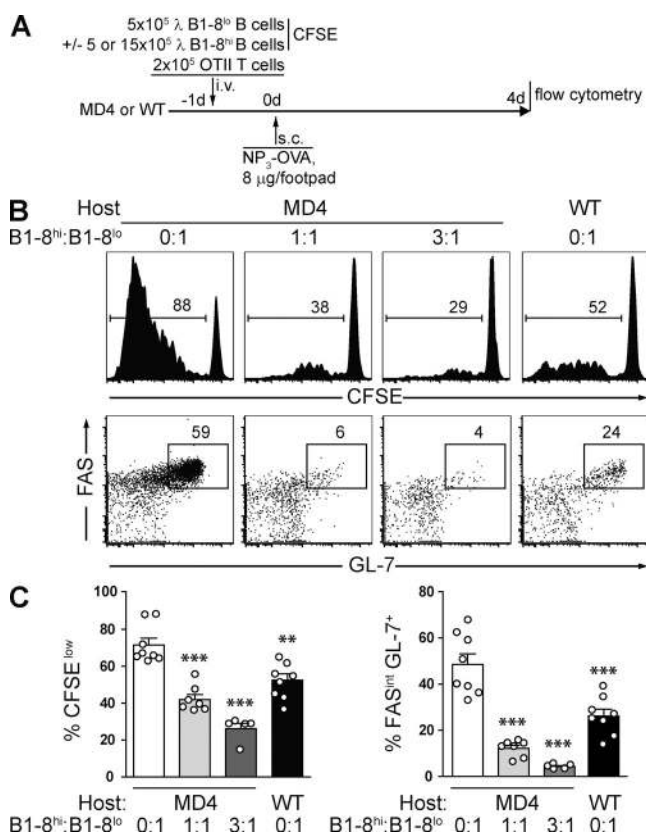 A
5x10⁵ λ B1-8ˡᵒ B cells
+/- 5 or 15x10⁵ λ B1-8ʰⁱ B cells
CFSE
2x10⁵ OTII T cells
i.v.
-1d
0d
4d
flow cytometry
MD4 or WT
s.c.
NP₃-OVA,
8 µg/footpad
B
Host MD4 WT
B1-8ʰⁱ:B1-8ˡᵒ 0:1 1:1 3:1 0:1
88 38 29 52
CFSE
59 6 4 24
FAS
GL-7
C
% CFSE ˡᵒʷ
100
80
60
40
20
0
*** *** **
Host: MD4 WT
B1-8ʰⁱ:B1-8ˡᵒ 0:1 1:1 3:1 0:1
% FASⁱⁿᵗ GL-7⁺
80
60
40
20
0
*** *** ***
Host: MD4 WT
B1-8ʰⁱ:B1-8ˡᵒ 0:1 1:1 3:1 0:1